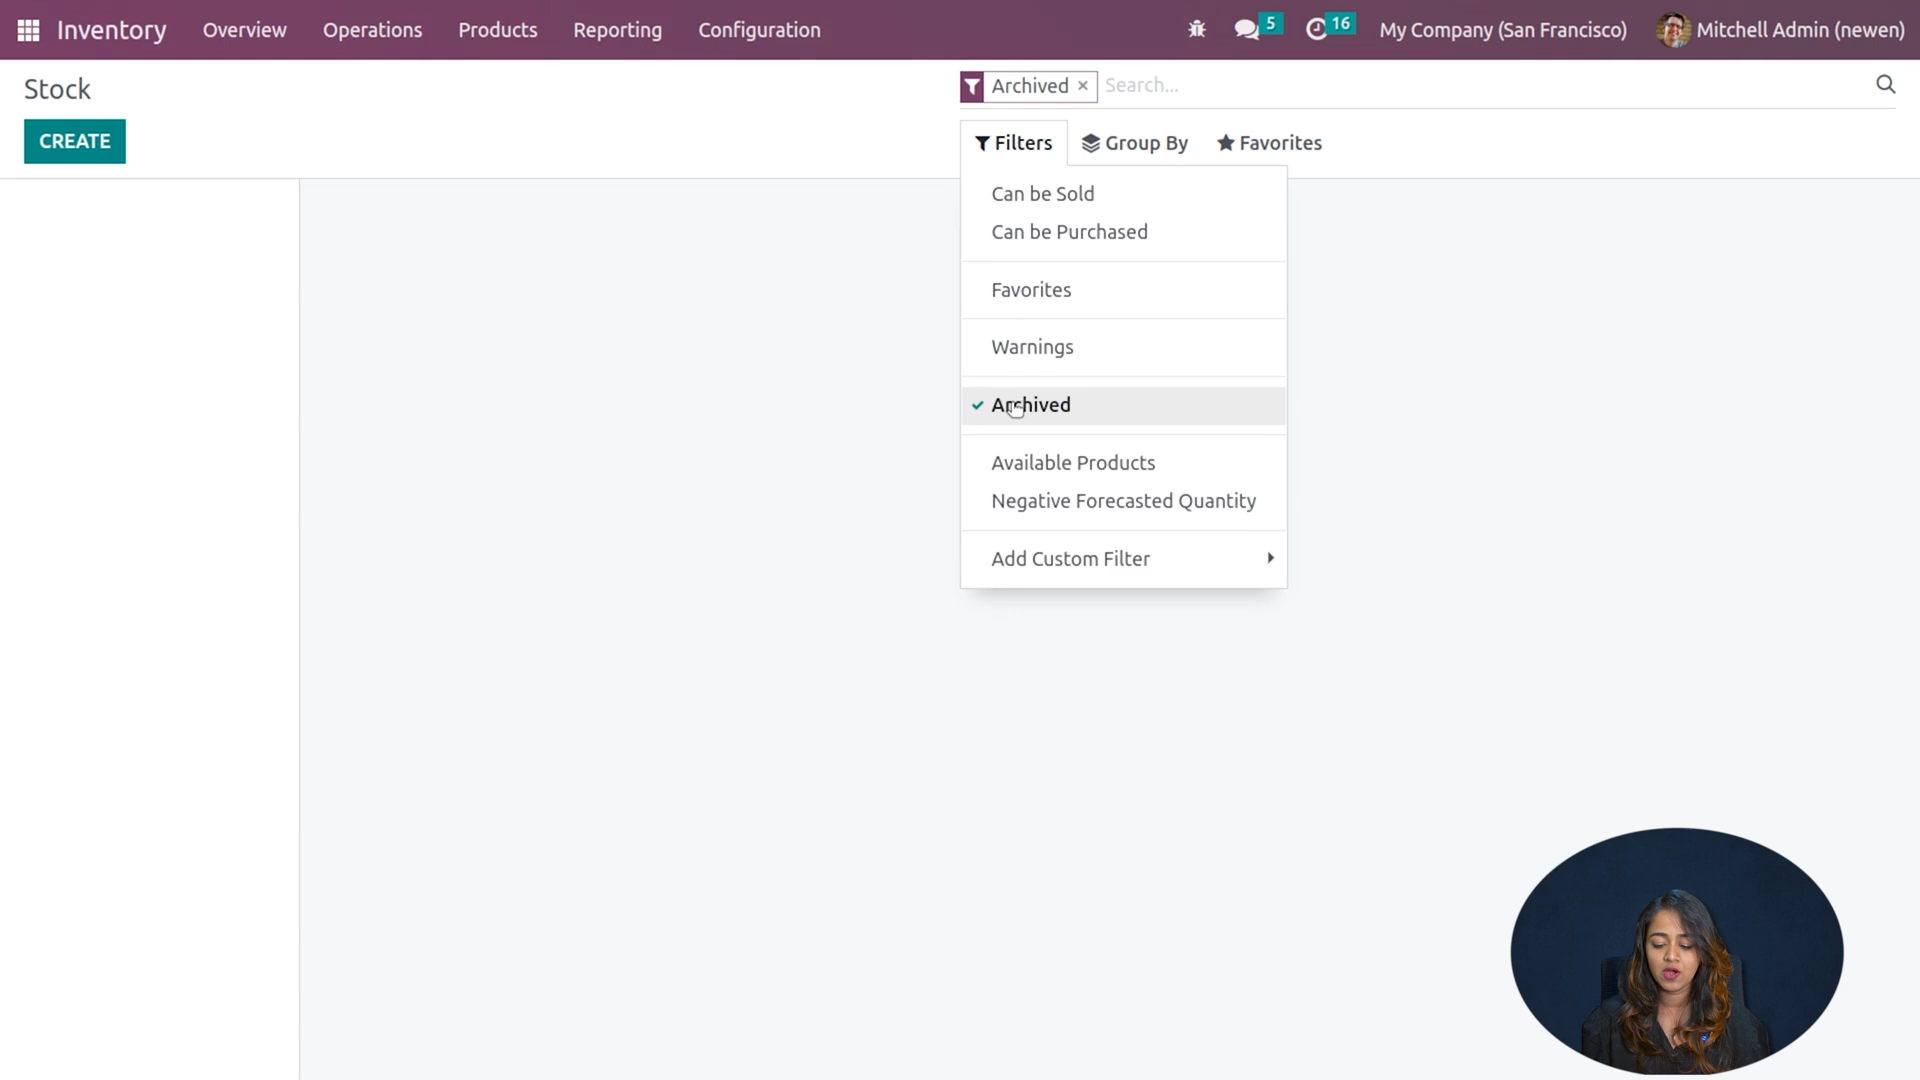 Inventory Overview Operations Products Reporting Configuration 5 16 My Company (San Francisco) Mitchell Admin (newen)
Stock
Archived × Search...
CREATE
Filters Group By Favorites
Can be Sold
Can be Purchased
Favorites
Warnings
Archived
Available Products
Negative Forecasted Quantity
Add Custom Filter